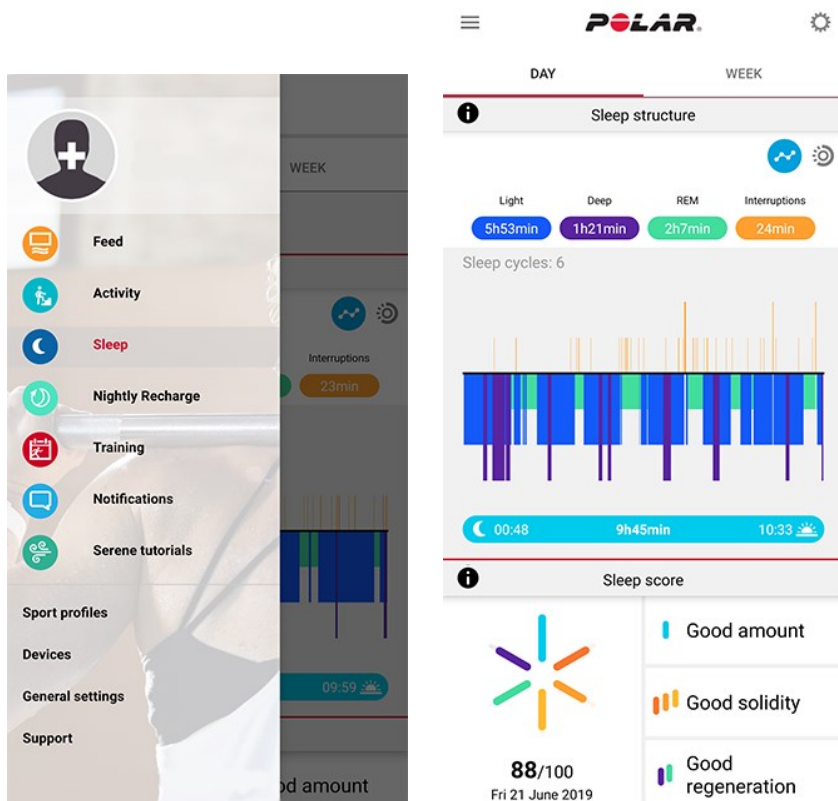 WEEK
Feed
Activity
Sleep
Interruptions
Nightly Recharge
23min
Training
Notifications
Serene tutorials
Sport profiles
Devices
General settings
09:59
Support
od amount
POLAR.
DAY WEEK
Sleep structure
Light Deep REM Interruptions
5h53min 1h21min 2h7min 24min
Sleep cycles: 6
00:48 9h45min 10:33
Sleep score
Good amount
Good solidity
88/100
Fri 21 June 2019
Good
regeneration